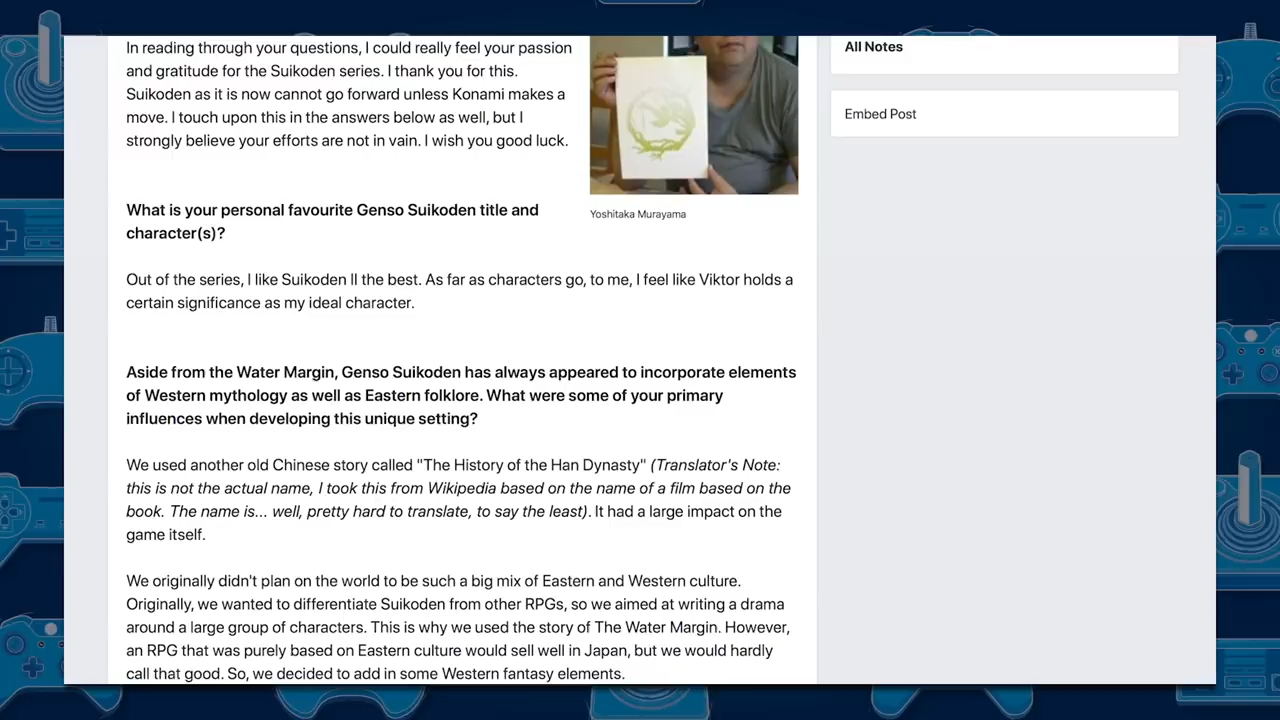 In reading through your questions, I could really feel your passion
and gratitude for the Suikoden series. I thank you for this.
Suikoden as it is now cannot go forward unless Konami makes a
move. I touch upon this in the answers below as well, but I
strongly believe your efforts are not in vain. I wish you good luck.
Yoshitaka Murayama
What is your personal favourite Genso Suikoden title and
character(s)?
Out of the series, I like Suikoden II the best. As far as characters go, to me, I feel like Viktor holds a
certain significance as my ideal character.
Aside from the Water Margin, Genso Suikoden has always appeared to incorporate elements
of Western mythology as well as Eastern folklore. What were some of your primary
influences when developing this unique setting?
We used another old Chinese story called "The History of the Han Dynasty" (Translator's Note:
this is not the actual name, I took this from Wikipedia based on the name of a film based on the
book. The name is... well, pretty hard to translate, to say the least). It had a large impact on the
game itself.
We originally didn't plan on the world to be such a big mix of Eastern and Western culture.
Originally, we wanted to differentiate Suikoden from other RPGs, so we aimed at writing a drama
around a large group of characters. This is why we used the story of The Water Margin. However,
an RPG that was purely based on Eastern culture would sell well in Japan, but we would hardly
call that good. So, we decided to add in some Western fantasy elements.
All Notes
Embed Post